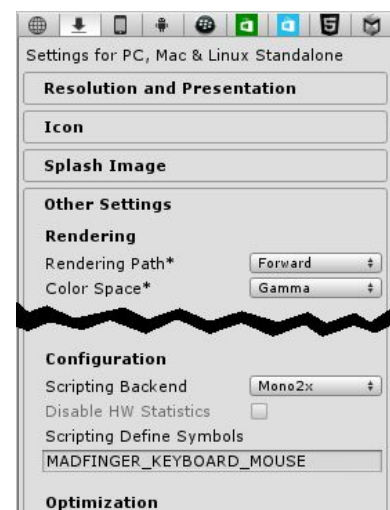 Settings for PC, Mac & Linux Standalone
Resolution and Presentation
Icon
Splash Image
Other Settings
Rendering
Rendering Path* Forward
Color Space* Gamma
Configuration
Scripting Backend Mono2x
Disable HW Statistics
Scripting Define Symbols
MADFINGER_KEYBOARD_MOUSE
Optimization